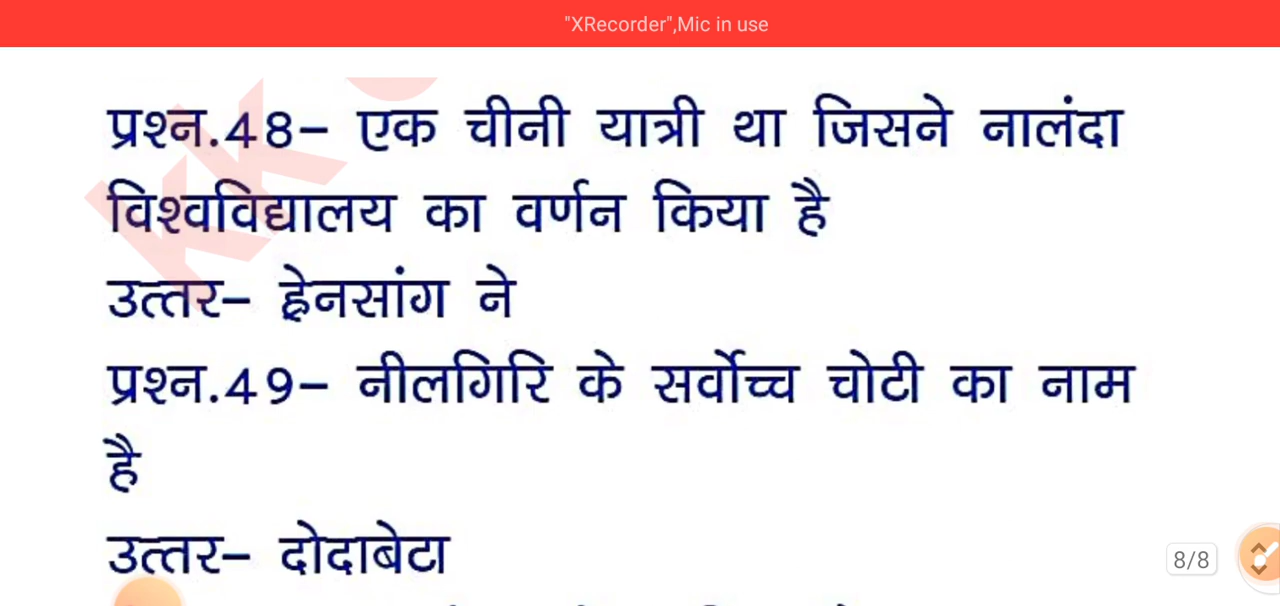 "XRecorder",Mic in use
प्रश्न.48– एक चीनी यात्री था जिसने नालंदा
विश्वविद्यालय का वर्णन किया है
उत्तर– ह्रेनसांग ने
प्रश्न.49– नीलगिरि के सर्वोच्च चोटी का नाम
है
उत्तर– दोदाबेटा
8/8